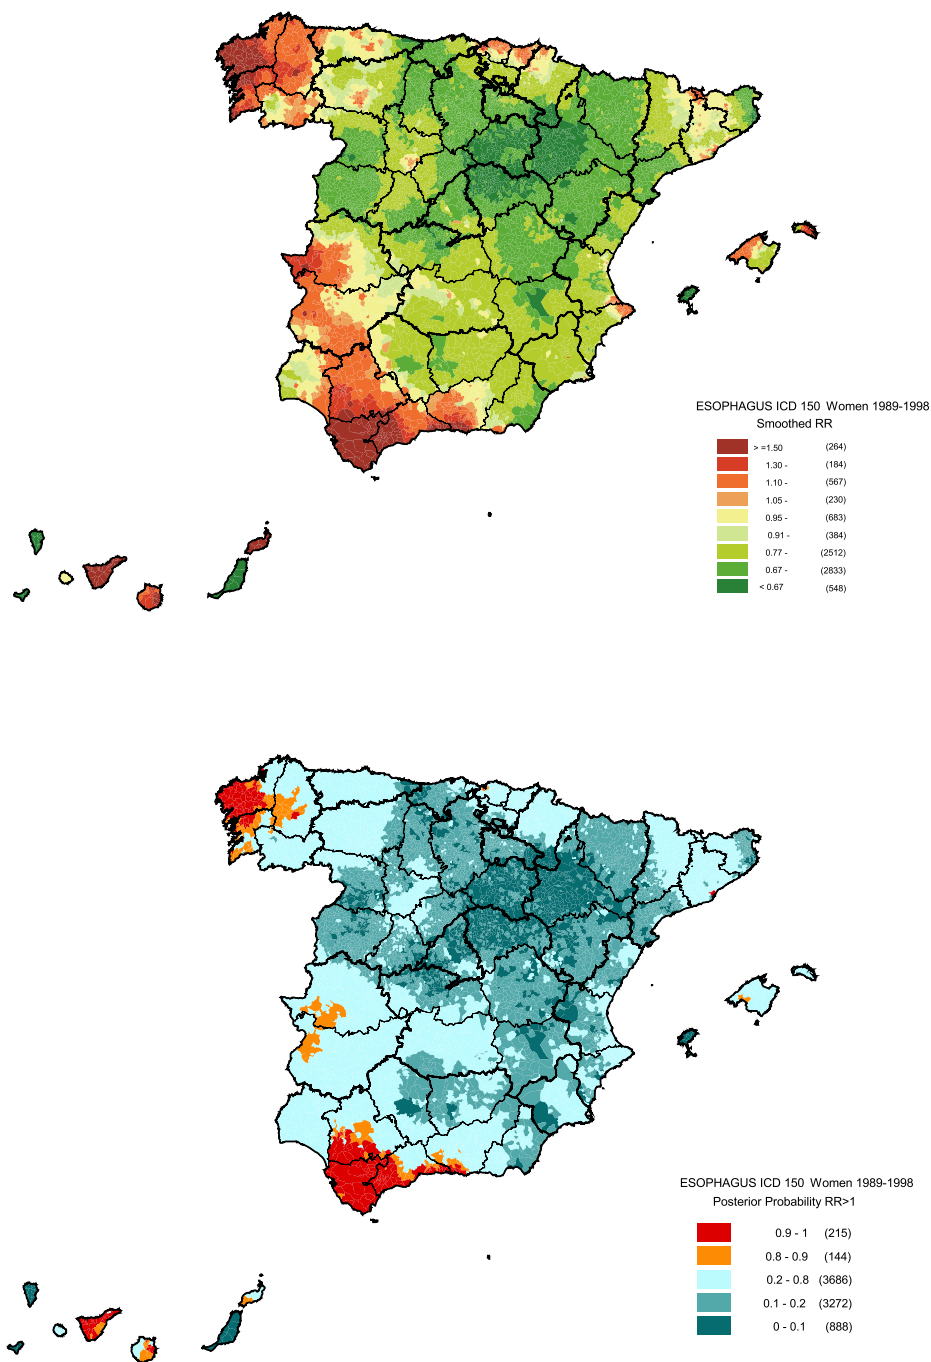 ESOPHAGUS ICD 150 Women 1989-1998
Smoothed RR
> =1.50 (264)
1.30 - (184)
1.10 - (567)
1.05 - (230)
0.95 - (683)
0.91 - (384)
0.77 - (2512)
0.67 - (2833)
< 0.67 (548)
ESOPHAGUS ICD 150 Women 1989-1998
Posterior Probability RR>1
0.9 - 1 (215)
0.8 - 0.9 (144)
0.2 - 0.8 (3686)
0.1 - 0.2 (3272)
0 - 0.1 (888)